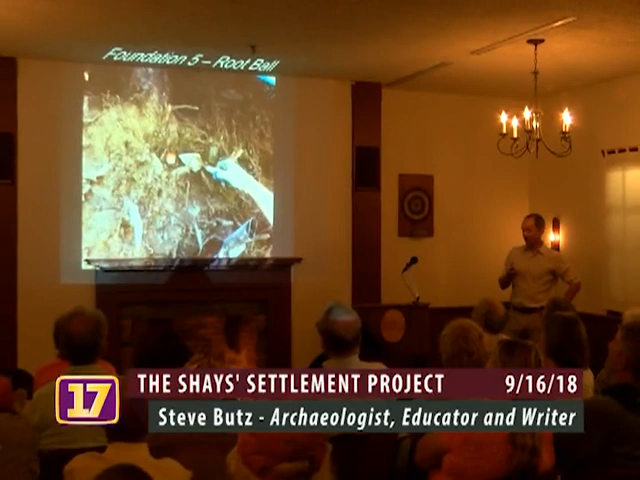 Foundation 5 – Root Ball
17
THE SHAYS' SETTLEMENT PROJECT 9/16/18
Steve Butz - Archaeologist, Educator and Writer